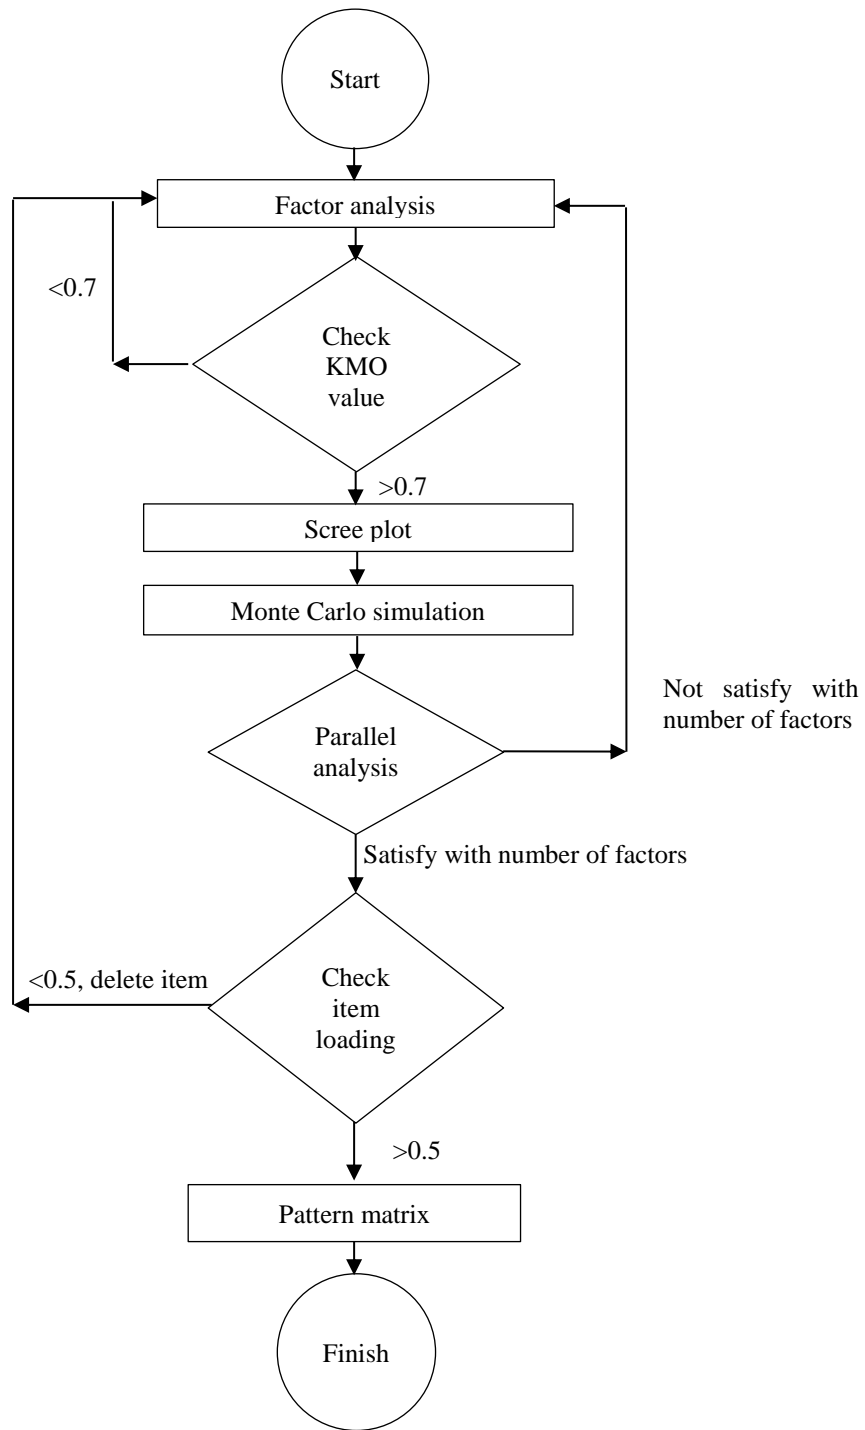 Start
Factor analysis
<0.7
Check
KMO
value
>0.7
Scree plot
Monte Carlo simulation
Not satisfy with
number of factors
Parallel
analysis
Satisfy with number of factors
<0.5, delete item
Check
item
loading
>0.5
Pattern matrix
Finish